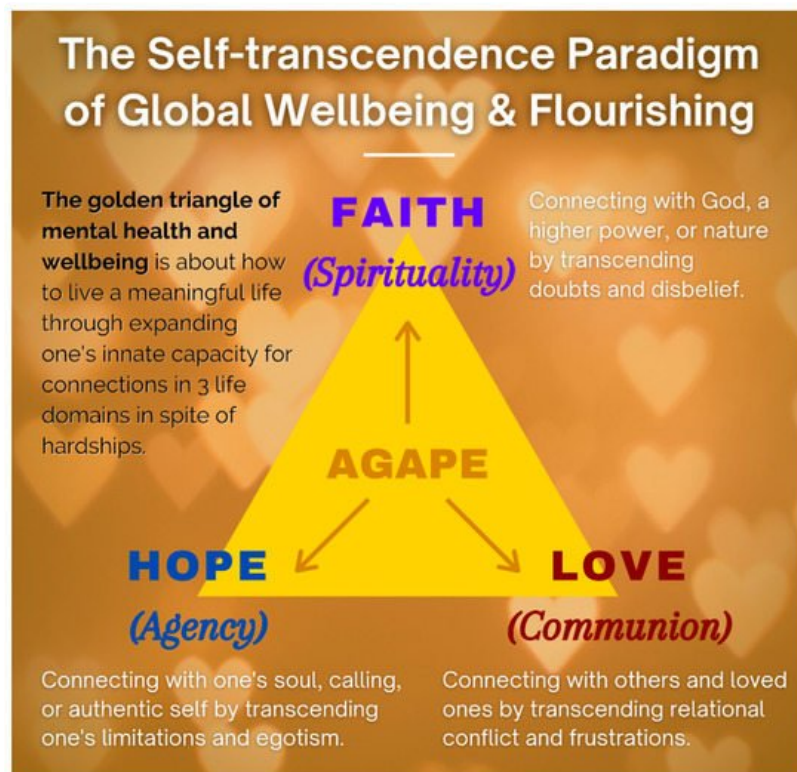 The Self-transcendence Paradigm
of Global Wellbeing & Flourishing
The golden triangle of
mental health and
wellbeing is about how
to live a meaningful life
through expanding
one's innate capacity for
connections in 3 life
domains in spite of
hardships.
FAITH
(Spirituality)
Connecting with God, a
higher power, or nature
by transcending
doubts and disbelief.
AGAPE
HOPE
(Agency)
Connecting with one's soul, calling,
or authentic self by transcending
one's limitations and egotism.
LOVE
(Communion)
Connecting with others and loved
ones by transcending relational
conflict and frustrations.